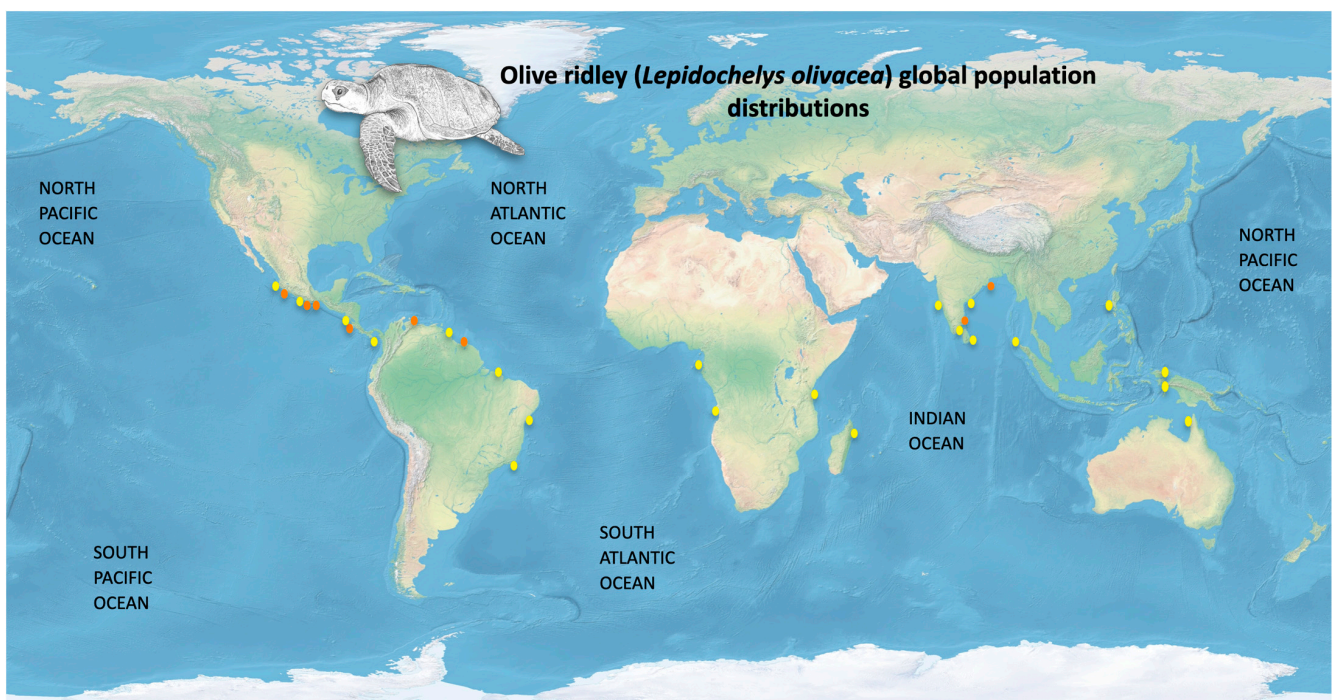 Olive ridley (Lepidochelys olivacea) global population
distributions
NORTH
PACIFIC
OCEAN
NORTH
ATLANTIC
OCEAN
NORTH
PACIFIC
OCEAN
INDIAN
OCEAN
SOUTH
PACIFIC
OCEAN
SOUTH
ATLANTIC
OCEAN